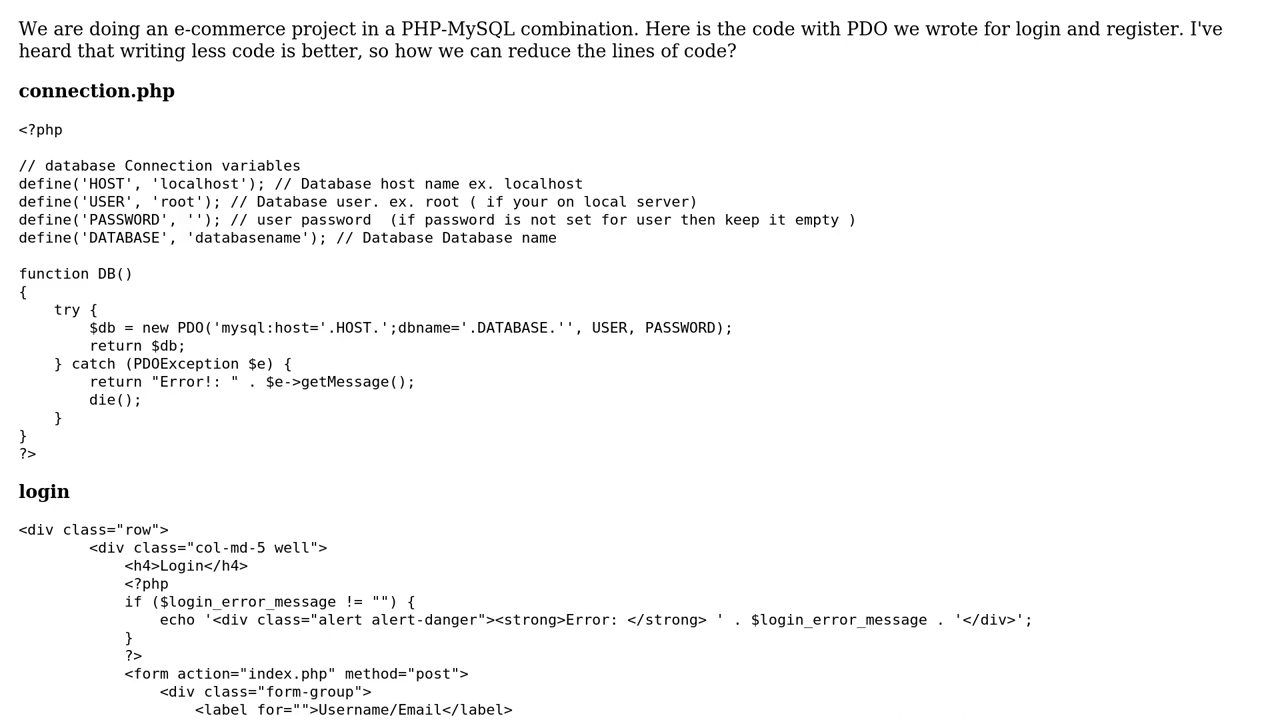 We are doing an e-commerce project in a PHP-MySQL combination. Here is the code with PDO we wrote for login and register. I've
heard that writing less code is better, so how we can reduce the lines of code?
connection.php
<?php
// database Connection variables
define('HOST', 'localhost'); // Database host name ex. localhost
define('USER', 'root'); // Database user. ex. root ( if your on local server)
define('PASSWORD', ''); // user password  (if password is not set for user then keep it empty )
define('DATABASE', 'databasename'); // Database Database name
function DB()
{
    try {
        $db = new PDO('mysql:host='.HOST.';dbname='.DATABASE.'', USER, PASSWORD);
        return $db;
    } catch (PDOException $e) {
        return "Error!: " . $e->getMessage();
        die();
    }
}
?>
login
<div class="row">
        <div class="col-md-5 well">
            <h4>Login</h4>
            <?php
            if ($login_error_message != "") {
                echo '<div class="alert alert-danger"><strong>Error: </strong> ' . $login_error_message . '</div>';
            }
            ?>
            <form action="index.php" method="post">
                <div class="form-group">
                    <label for="">Username/Email</label>